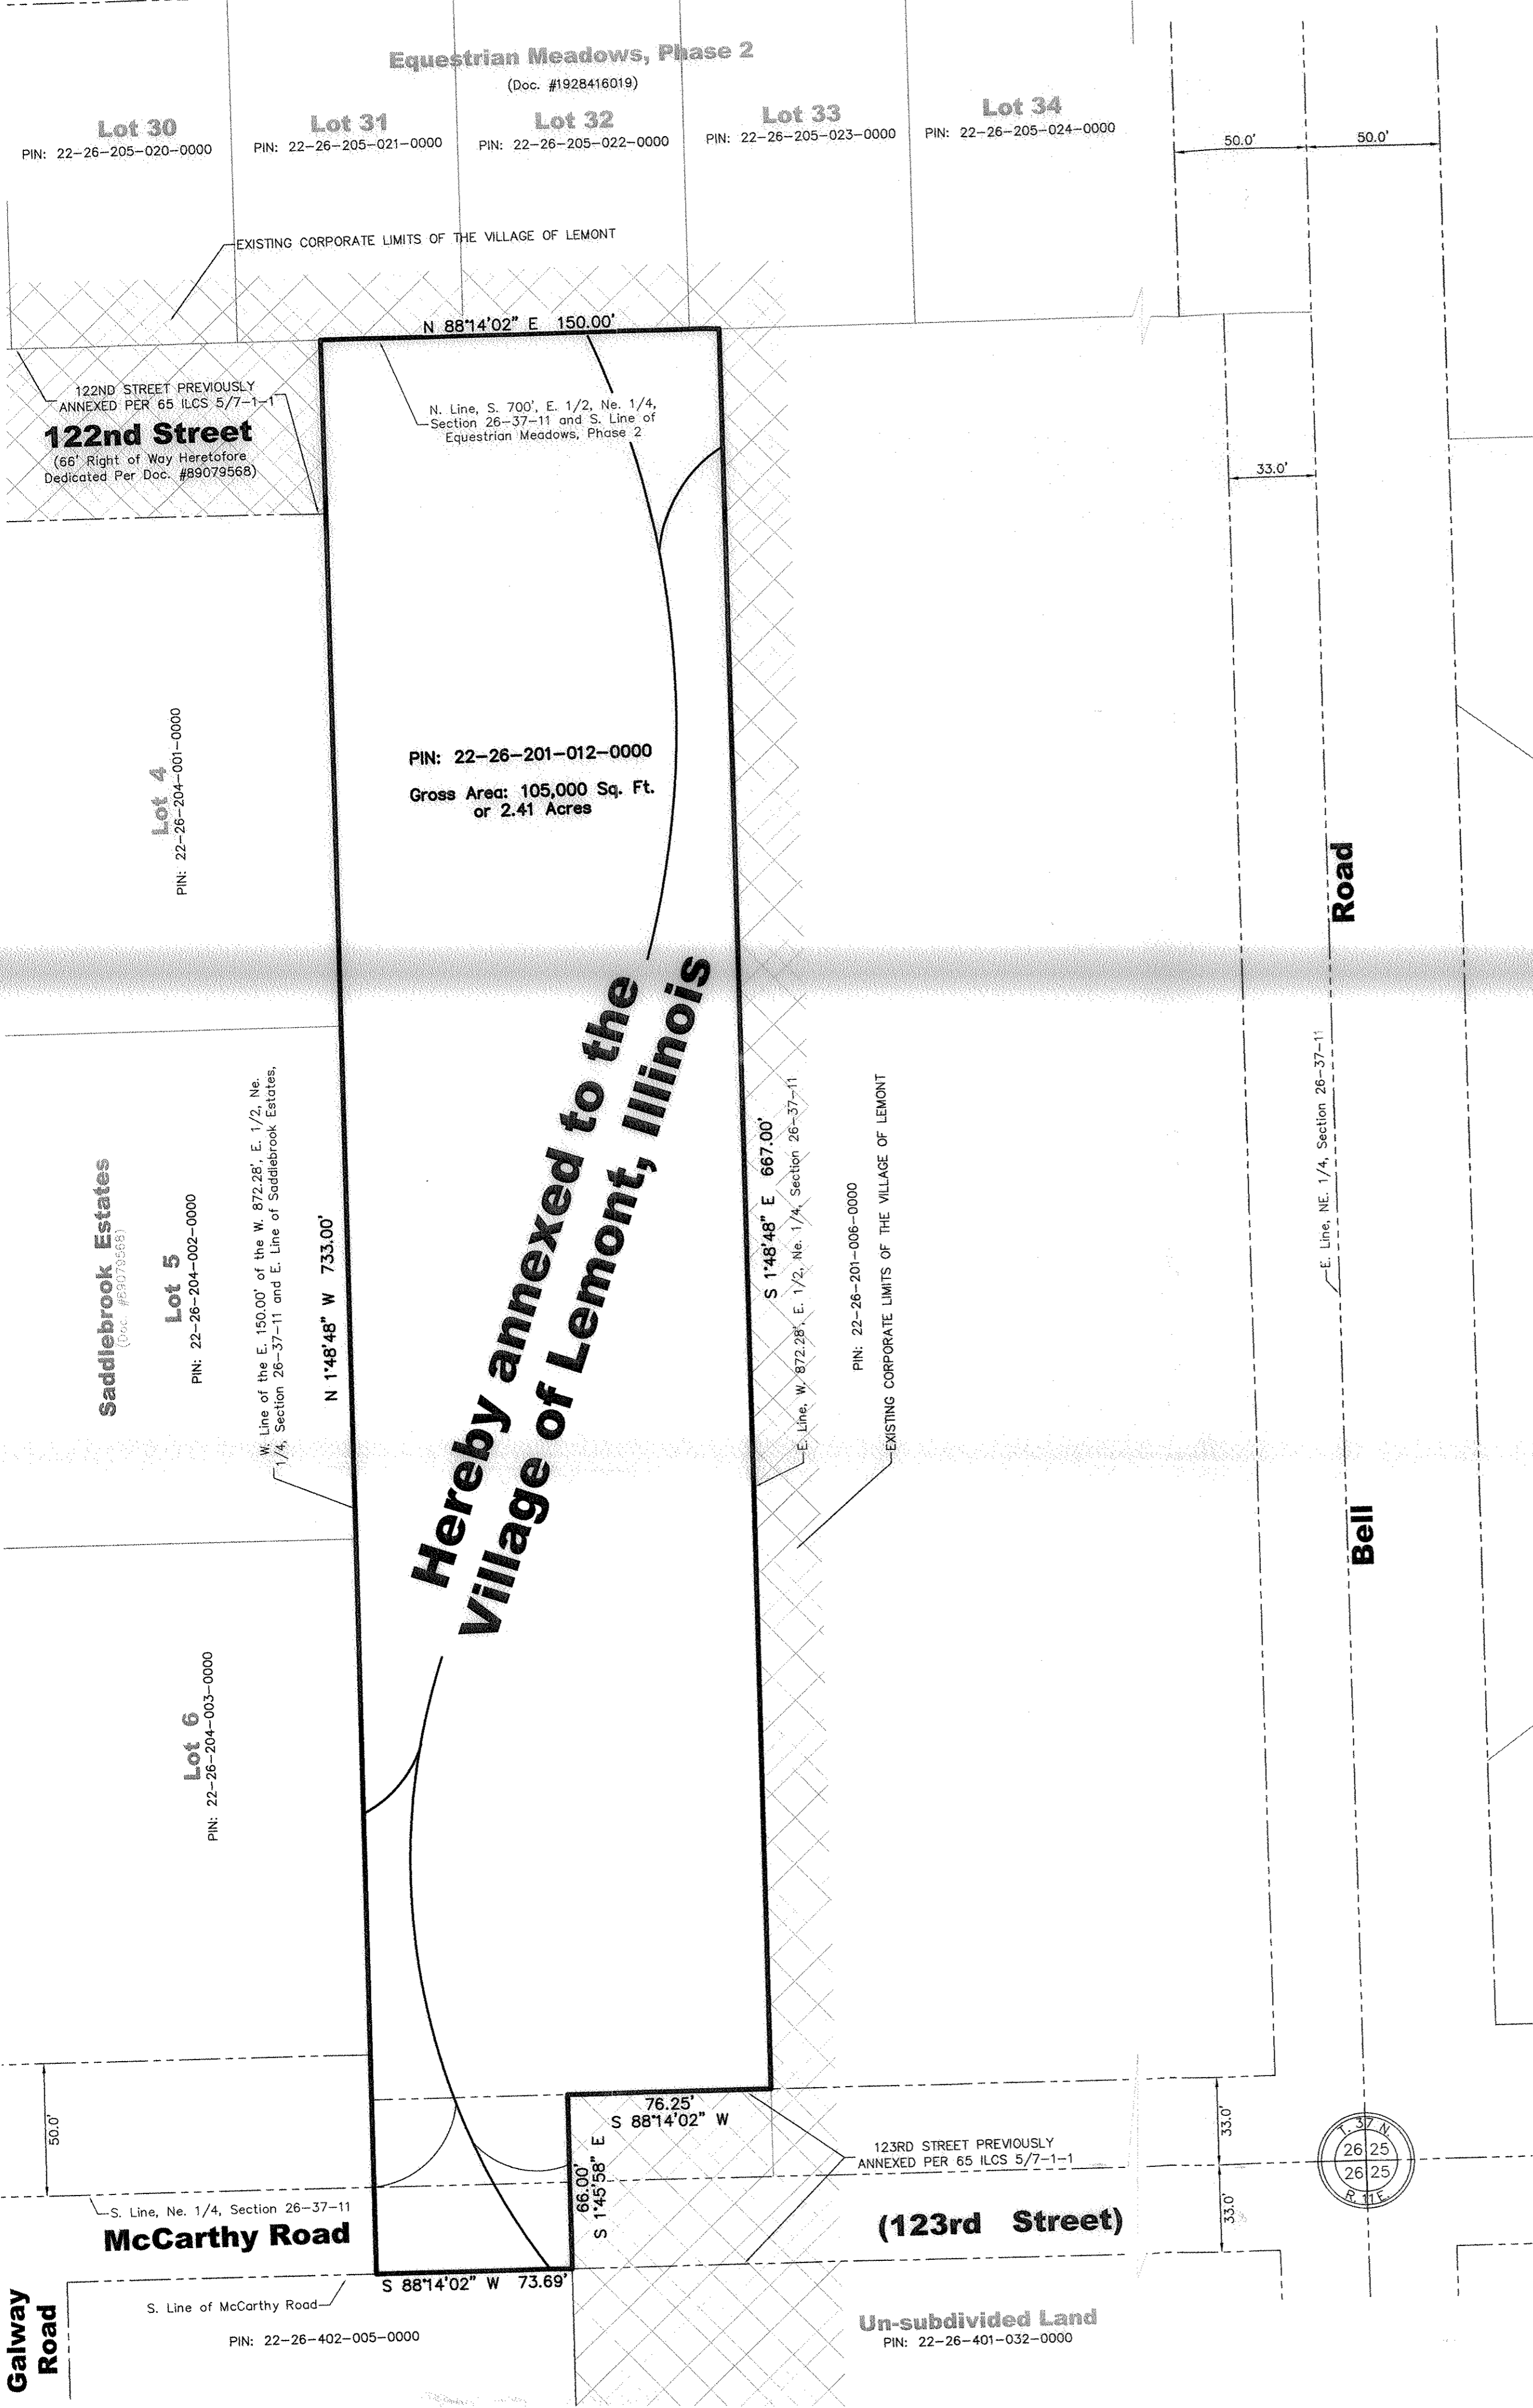 Equestrian Meadows, Phase 2
(Doc. #1928416019)
Lot 30
PIN: 22-26-205-020-0000
Lot 31
PIN: 22-26-205-021-0000
Lot 32
PIN: 22-26-205-022-0000
Lot 33
PIN: 22-26-205-023-0000
Lot 34
PIN: 22-26-205-024-0000
50.0'
50.0'
EXISTING CORPORATE LIMITS OF THE VILLAGE OF LEMONT
N 88°14'02" E 150.00'
122ND STREET PREVIOUSLY
ANNEXED PER 65 ILCS 5/7-1-1
122nd Street
(66' Right of Way Heretofore
Dedicated Per Doc. #89079568)
N. Line, S. 700', E. 1/2, Ne. 1/4,
Section 26-37-11 and S. Line of
Equestrian Meadows, Phase 2
33.0'
PIN: 22-26-201-012-0000
Gross Area: 105,000 Sq. Ft.
or 2.41 Acres
Lot 4
PIN: 22-26-204-001-0000
Saddlebrook Estates
(Doc. #89079568)
Lot 5
PIN: 22-26-204-002-0000
W. Line of the E. 150.00' of the W. 872.28', E. 1/2, Ne.
1/4, Section 26-37-11 and E. Line of Saddlebrook Estates,
N 1°48'48" W 733.00'
Hereby annexed to the
Village of Lemont, Illinois
S 1°48'48" E 667.00'
E. Line, W. 872.28', E. 1/2, Ne. 1/4, Section 26-37-11
PIN: 22-26-201-006-0000
EXISTING CORPORATE LIMITS OF THE VILLAGE OF LEMONT
E. Line, NE. 1/4, Section 26-37-11
Bell Road
Lot 6
PIN: 22-26-204-003-0000
50.0'
76.25'
S 88°14'02" W
66.00'
S 1°45'58" E
123RD STREET PREVIOUSLY
ANNEXED PER 65 ILCS 5/7-1-1
33.0'
33.0'
T. 37 N.
26 25
26 25
R. 11 E.
S. Line, Ne. 1/4, Section 26-37-11
McCarthy Road
(123rd Street)
S 88°14'02" W 73.69'
S. Line of McCarthy Road
PIN: 22-26-402-005-0000
Galway
Road
Un-subdivided Land
PIN: 22-26-401-032-0000